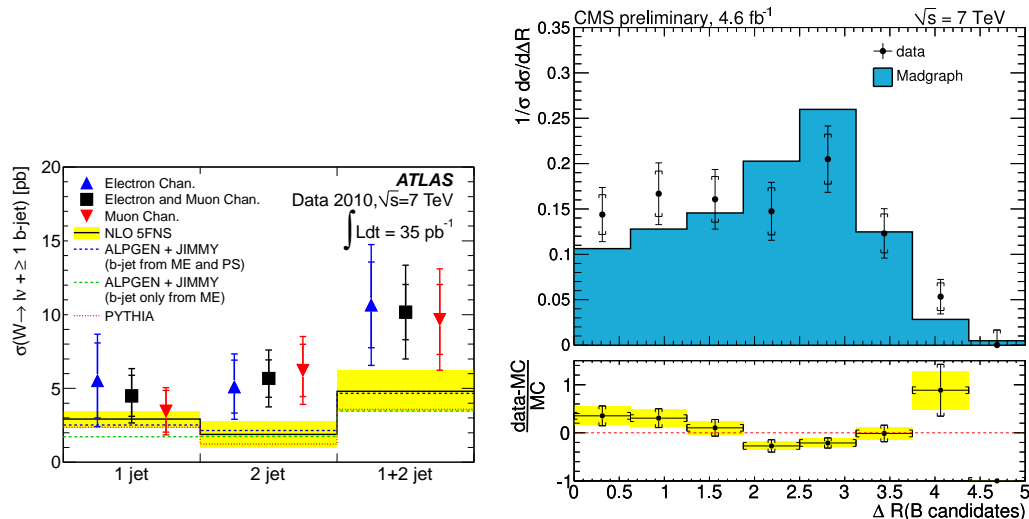 20
15
10
5
0
σ(W→ lν + ≥ 1 b-jet) [pb]
Electron Chan.
Electron and Muon Chan.
Muon Chan.
NLO 5FNS
ALPGEN + JIMMY
(b-jet from ME and PS)
ALPGEN + JIMMY
(b-jet only from ME)
PYTHIA
ATLAS
Data 2010,√s=7 TeV
∫ Ldt = 35 pb⁻¹
1 jet 2 jet 1+2 jet
CMS preliminary, 4.6 fb⁻¹ √s = 7 TeV
1/σ dσ/dΔR
0.35
0.3
0.25
0.2
0.15
0.1
0.05
0
data
Madgraph
data-MC
MC
1
0
-1
0 0.5 1 1.5 2 2.5 3 3.5 4 4.5 5
Δ R(B candidates)